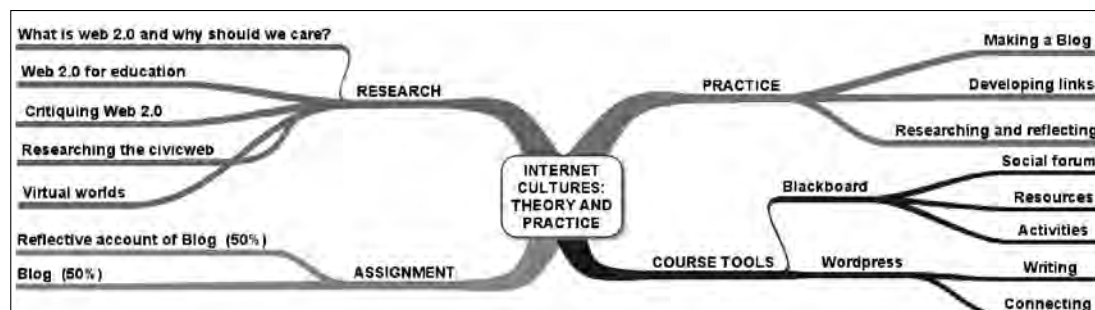 What is web 2.0 and why should we care?
Web 2.0 for education
Critiquing Web 2.0
Researching the civicweb
Virtual worlds
RESEARCH
Reflective account of Blog (50%)
Blog (50%)
ASSIGNMENT
INTERNET
CULTURES:
THEORY AND
PRACTICE
PRACTICE
Making a Blog
Developing links
Researching and reflecting
COURSE TOOLS
Blackboard
Social forum
Resources
Activities
Wordpress
Writing
Connecting